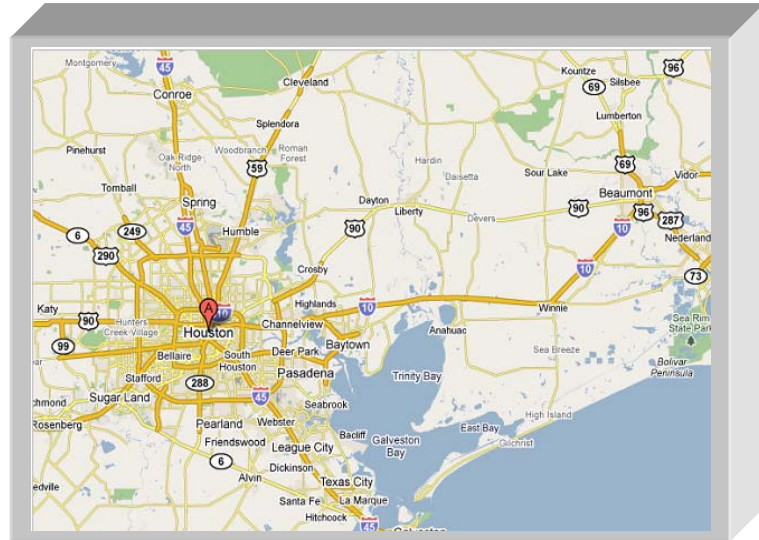 Montgomery
45
Cleveland
Kountze
96
Silsbee
69
Conroe
Lumberton
Splendora
Pinehurst
Oak Ridge
North
Woodbranch
Roman
Forest
59
Hardin
Daisetta
Sour Lake
69
Vidor
Tomball
Spring
Dayton
Liberty
Beaumont
90
96
287
6
249
45
Humble
90
Devers
10
Nederland
290
Crosby
10
73
Katy
Highlands
10
Winnie
A
10
90
Hunters
Creek Village
Houston
Channelview
Anahuac
Sea Rim
State Park
99
Bellaire
South
Houston
Deer Park
Baytown
Sea Breeze
Stafford
288
Pasadena
Trinity Bay
Bolivar
Peninsula
Sugar Land
45
Seabrook
High Island
Rosenberg
Pearland
Webster
East Bay
Gilchrist
Friendswood
Bacliff
Galveston
Bay
6
League City
Alvin
Dickinson
Texas City
Santa Fe
La Marque
Hitchcock
45